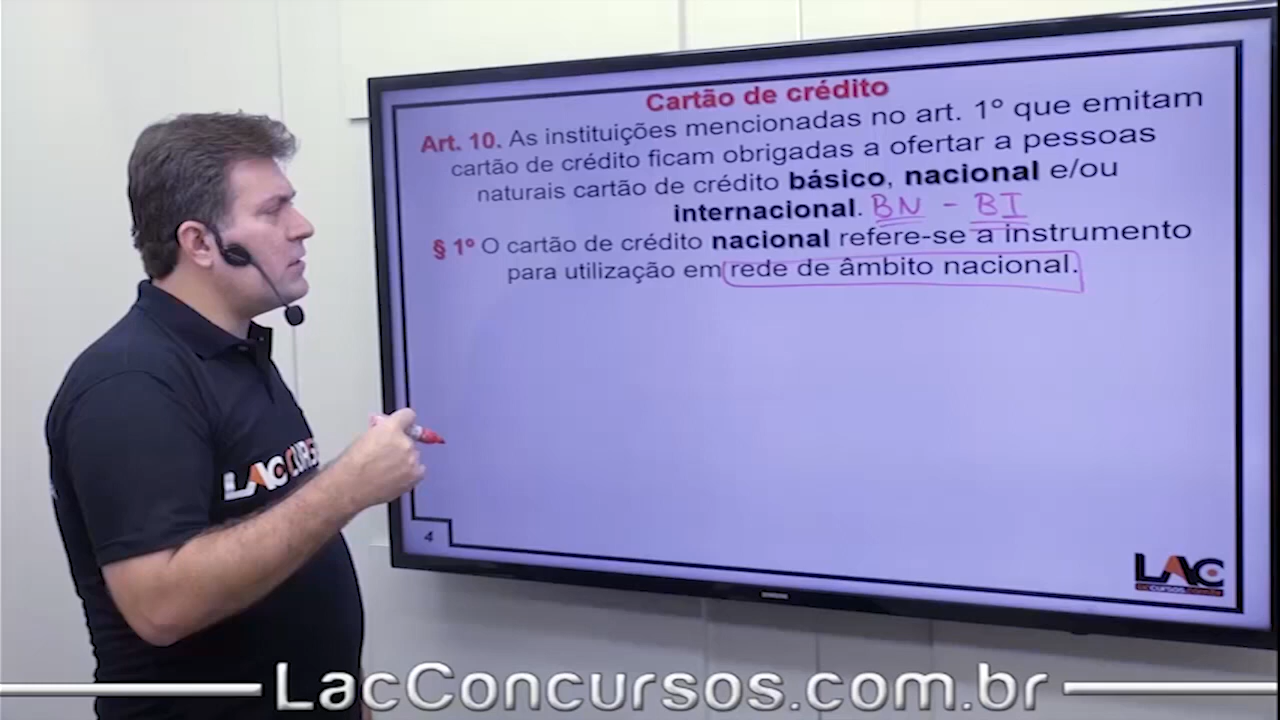 Cartão de crédito
Art. 10. As instituições mencionadas no art. 1º que emitam
cartão de crédito ficam obrigadas a ofertar a pessoas
naturais cartão de crédito básico, nacional e/ou
internacional. BN - BI
§ 1º O cartão de crédito nacional refere-se a instrumento
para utilização em rede de âmbito nacional.
LAC CURS
4
LAC
SAMSUNG
LacConcursos.com.br